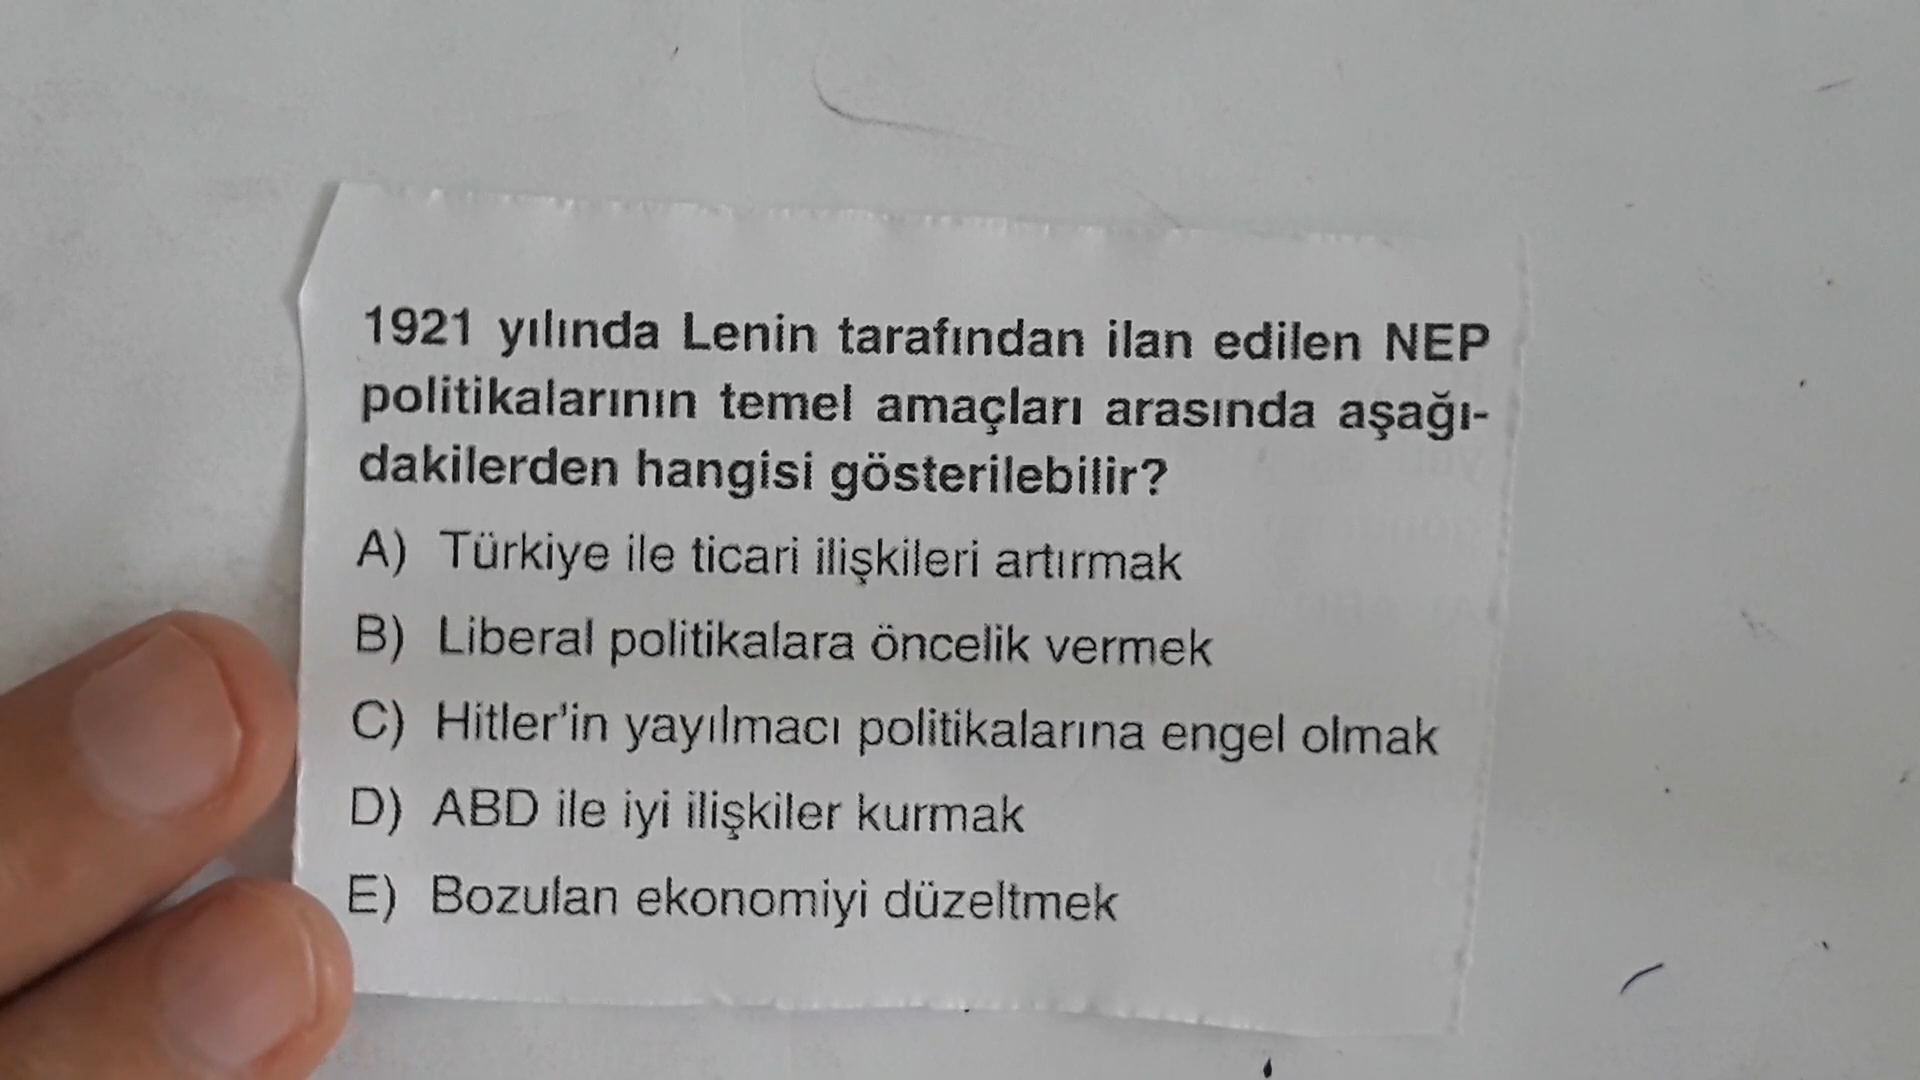 1921 yılında Lenin tarafından ilan edilen NEP
politikalarının temel amaçları arasında aşağı-
dakilerden hangisi gösterilebilir?
A) Türkiye ile ticari ilişkileri artırmak
B) Liberal politikalara öncelik vermek
C) Hitler'in yayılmacı politikalarına engel olmak
D) ABD ile iyi ilişkiler kurmak
E) Bozulan ekonomiyi düzeltmek